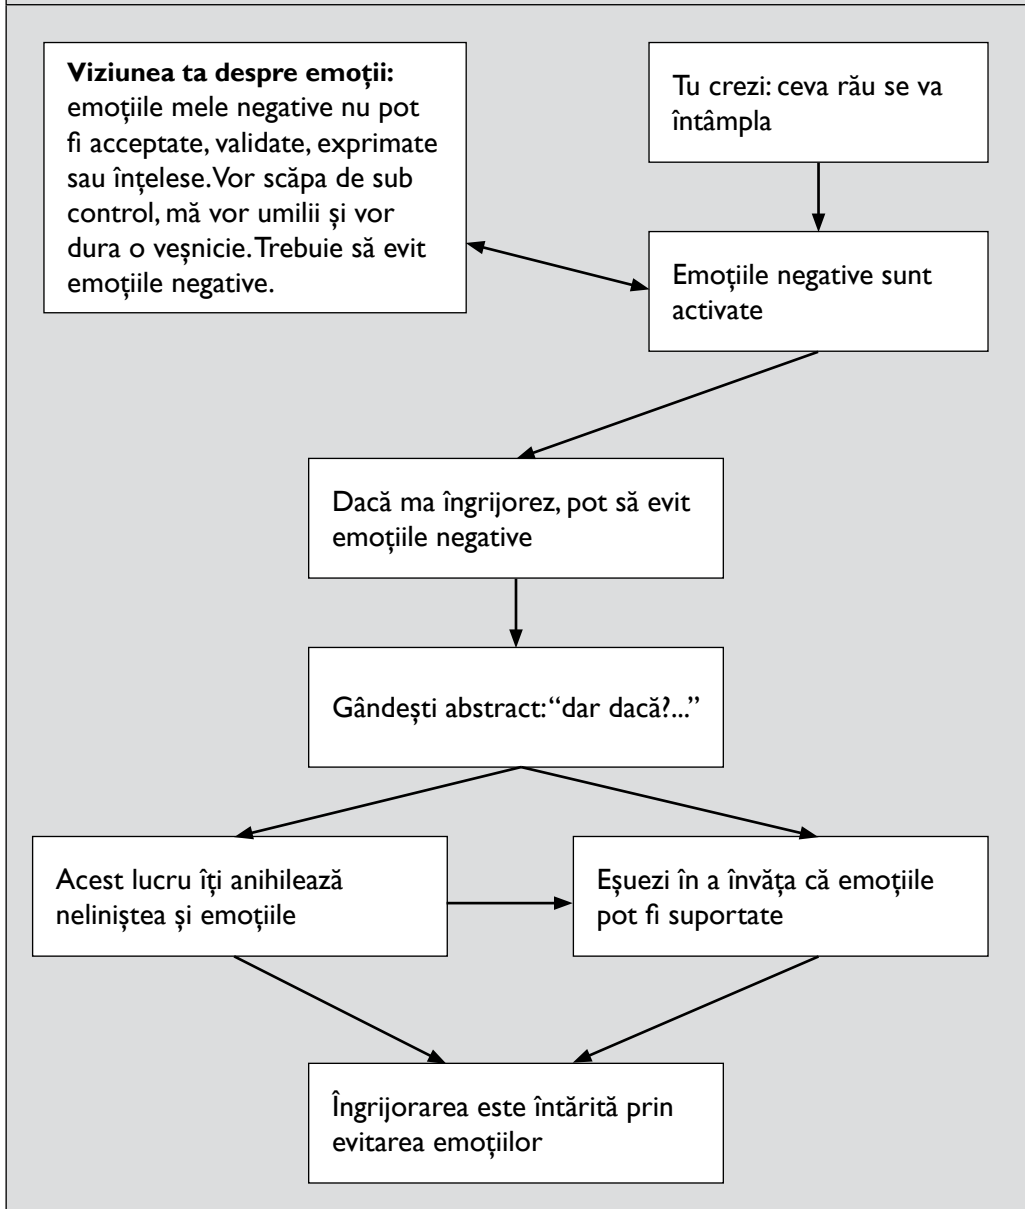 Viziunea ta despre emoții:
emoțiile mele negative nu pot
fi acceptate, validate, exprimate
sau înțelese. Vor scăpa de sub
control, mă vor umilii și vor
dura o veșnicie. Trebuie să evit
emoțiile negative.
Tu crezi: ceva rău se va
întâmpla
Emoțiile negative sunt
activate
Dacă ma îngrijorez, pot să evit
emoțiile negative
Gândești abstract: “dar dacă?...”
Acest lucru îți anihilează
neliniștea și emoțiile
Eșuezi în a învăța că emoțiile
pot fi suportate
Îngrijorarea este întărită prin
evitarea emoțiilor